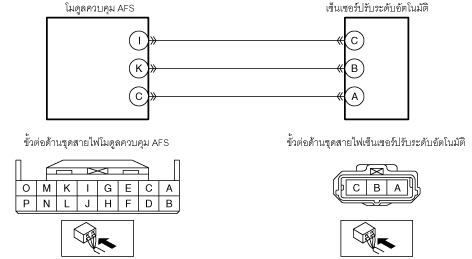 โมดูลควบคุม AFS
เซ็นเซอร์ปรับระดับอัตโนมัติ
I C
K B
C A
ขั้วต่อด้านชุดสายไฟโมดูลควบคุม AFS
ขั้วต่อด้านชุดสายไฟเซ็นเซอร์ปรับระดับอัตโนมัติ
O M K I G E C A
P N L J H F D B
C B A